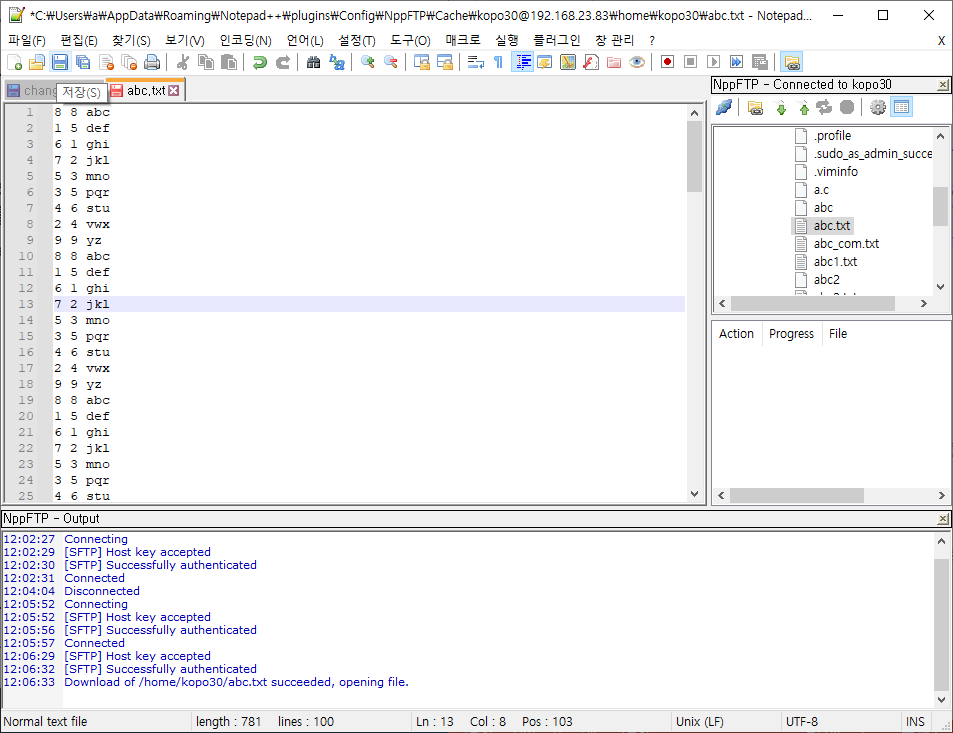 *C:₩Users₩a₩AppData₩Roaming₩Notepad++₩plugins₩Config₩NppFTP₩Cache₩kopo30@192.168.23.83₩home₩kopo30₩abc.txt - Notepad...
파일(F) 편집(E) 찾기(S) 보기(V) 인코딩(N) 언어(L) 설정(T) 도구(O) 매크로 실행 플러그인 창 관리 ? X
chang 저장(S) abc.txt
1 8 8 abc
2 1 5 def
3 6 1 ghi
4 7 2 jkl
5 5 3 mno
6 3 5 pqr
7 4 6 stu
8 2 4 vwx
9 9 9 yz
10 8 8 abc
11 1 5 def
12 6 1 ghi
13 7 2 jkl
14 5 3 mno
15 3 5 pqr
16 4 6 stu
17 2 4 vwx
18 9 9 yz
19 8 8 abc
20 1 5 def
21 6 1 ghi
22 7 2 jkl
23 5 3 mno
24 3 5 pqr
25 4 6 stu
NppFTP - Connected to kopo30
.profile
.sudo_as_admin_succe
.viminfo
a.c
abc
abc.txt
abc_com.txt
abc1.txt
abc2
Action Progress File
NppFTP - Output
12:02:27 Connecting
12:02:29 [SFTP] Host key accepted
12:02:30 [SFTP] Successfully authenticated
12:02:31 Connected
12:04:04 Disconnected
12:05:52 Connecting
12:05:52 [SFTP] Host key accepted
12:05:56 [SFTP] Successfully authenticated
12:05:57 Connected
12:06:29 [SFTP] Host key accepted
12:06:32 [SFTP] Successfully authenticated
12:06:33 Download of /home/kopo30/abc.txt succeeded, opening file.
Normal text file length : 781 lines : 100 Ln : 13 Col : 8 Pos : 103 Unix (LF) UTF-8 INS